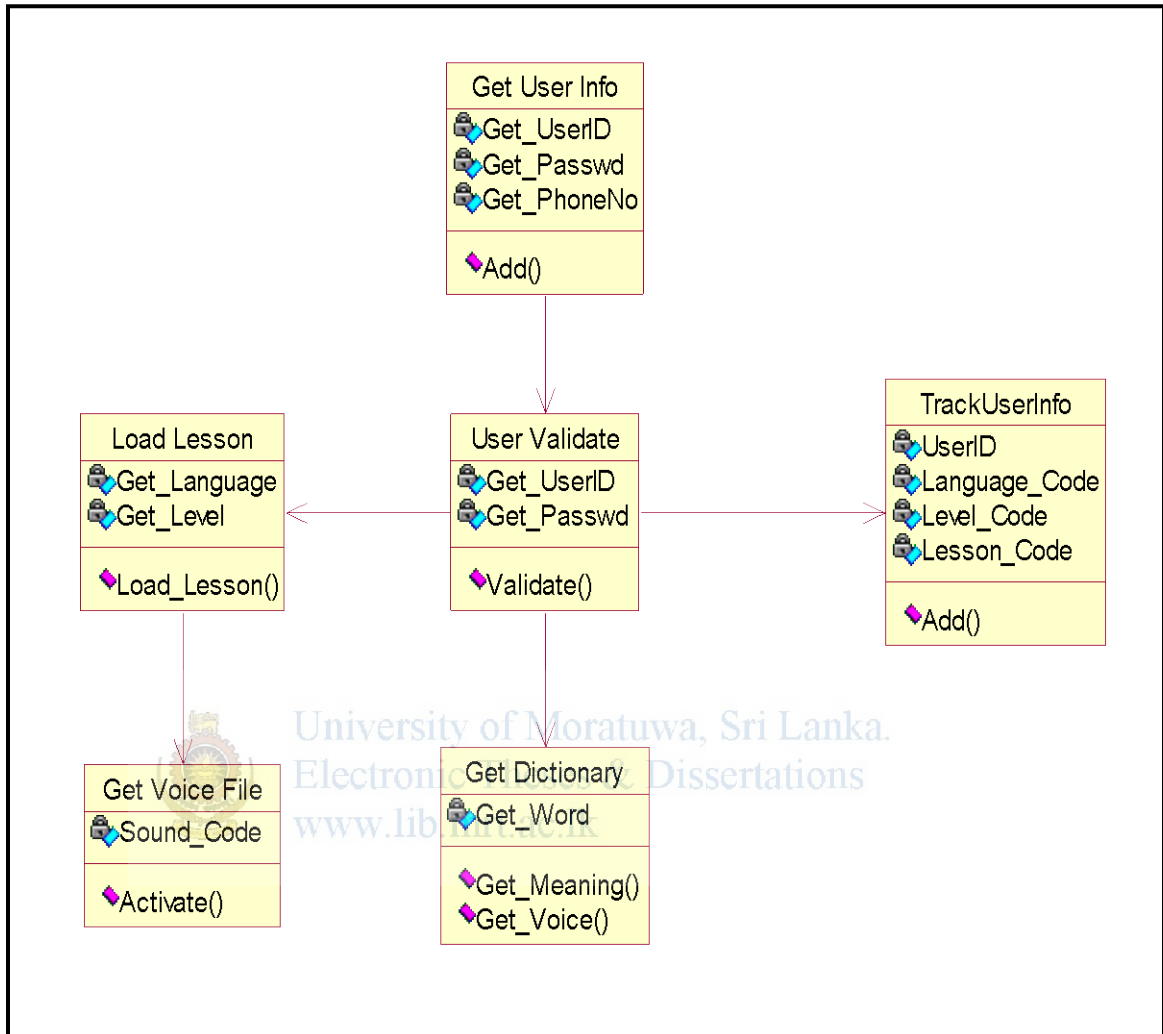 Get User Info
Get_UserID
Get_Passwd
Get_PhoneNo
Add()
Load Lesson
Get_Language
Get_Level
Load_Lesson()
User Validate
Get_UserID
Get_Passwd
Validate()
TrackUserInfo
UserID
Language_Code
Level_Code
Lesson_Code
Add()
University of Moratuwa, Sri Lanka.
Electronic Theses & Dissertations
www.lib.mrt.ac.lk
Get Voice File
Sound_Code
Activate()
Get Dictionary
Get_Word
Get_Meaning()
Get_Voice()